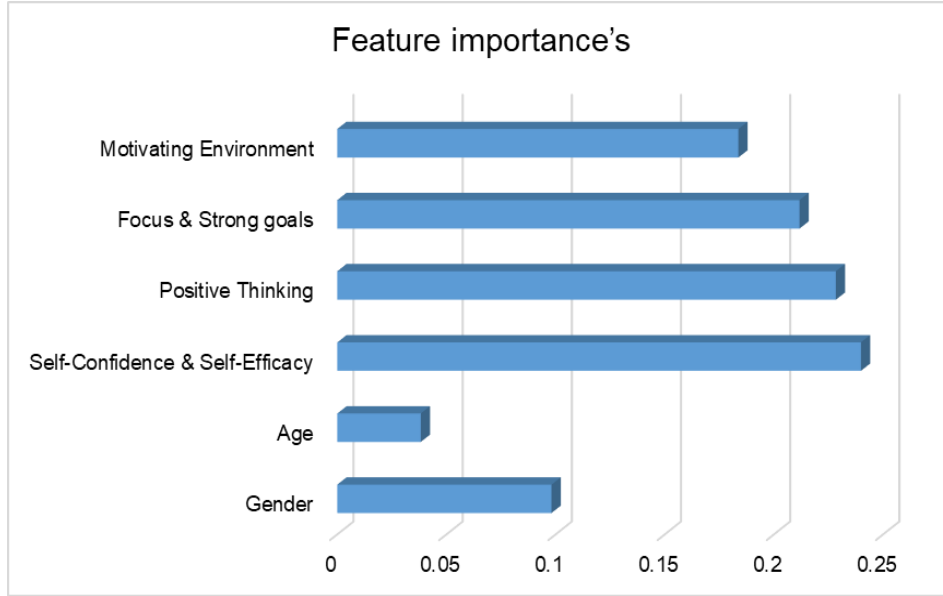 Feature importance’s
Motivating Environment
Focus & Strong goals
Positive Thinking
Self-Confidence & Self-Efficacy
Age
Gender
0 0.05 0.1 0.15 0.2 0.25